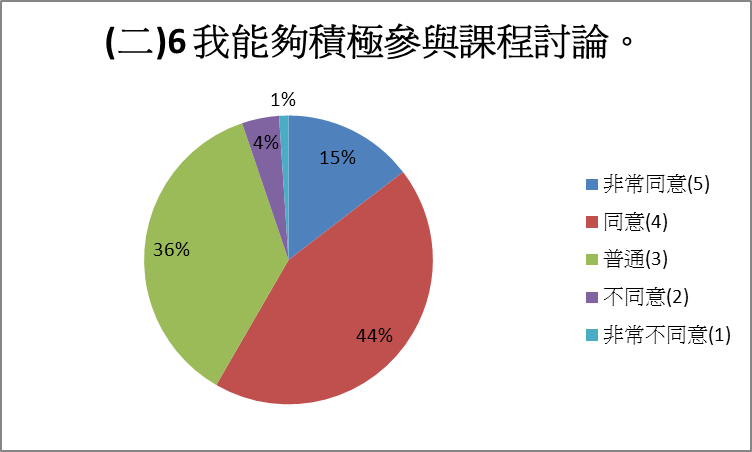 (二)6 我能夠積極參與課程討論。
1%
4%
15%
36%
44%
非常同意(5)
同意(4)
普通(3)
不同意(2)
非常不同意(1)